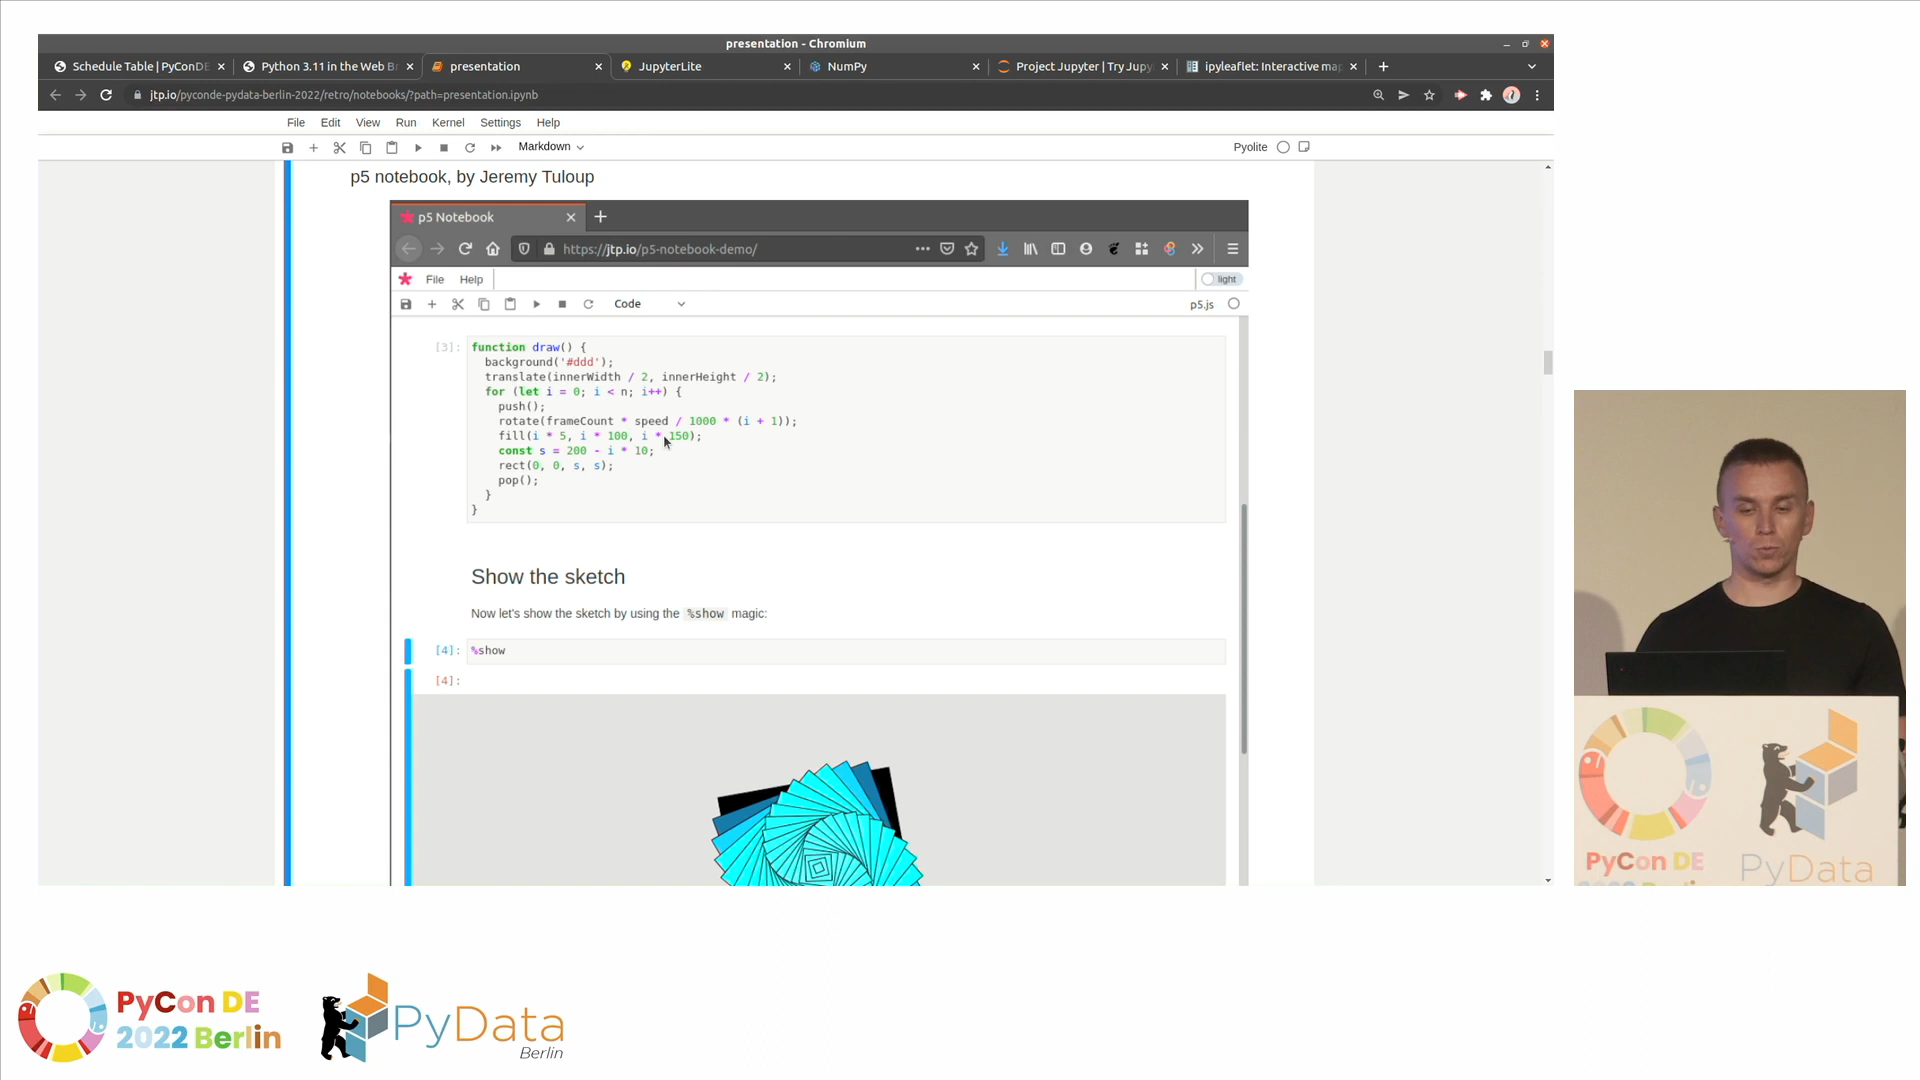 presentation - Chromium
Schedule Table | PyConDE
Python 3.11 in the Web Br
presentation
JupyterLite
NumPy
Project Jupyter | Try Jupy
ipyleaflet: Interactive map
jtp.io/pyconde-pydata-berlin-2022/retro/notebooks/?path=presentation.ipynb
File Edit View Run Kernel Settings Help
Markdown
Pyolite
p5 notebook, by Jeremy Tuloup
p5 Notebook
https://jtp.io/p5-notebook-demo/
File Help
light
Code
p5.js
[3]: function draw() {
background('#ddd');
translate(innerWidth / 2, innerHeight / 2);
for (let i = 0; i < n; i++) {
push();
rotate(frameCount * speed / 1000 * (i + 1));
fill(i * 5, i * 100, i * 150);
const s = 200 - i * 10;
rect(0, 0, s, s);
pop();
}
}
Show the sketch
Now let's show the sketch by using the %show magic:
[4]: %show
[4]:
PyCon DE
PyData
PyCon DE
2022 Berlin
PyData
Berlin